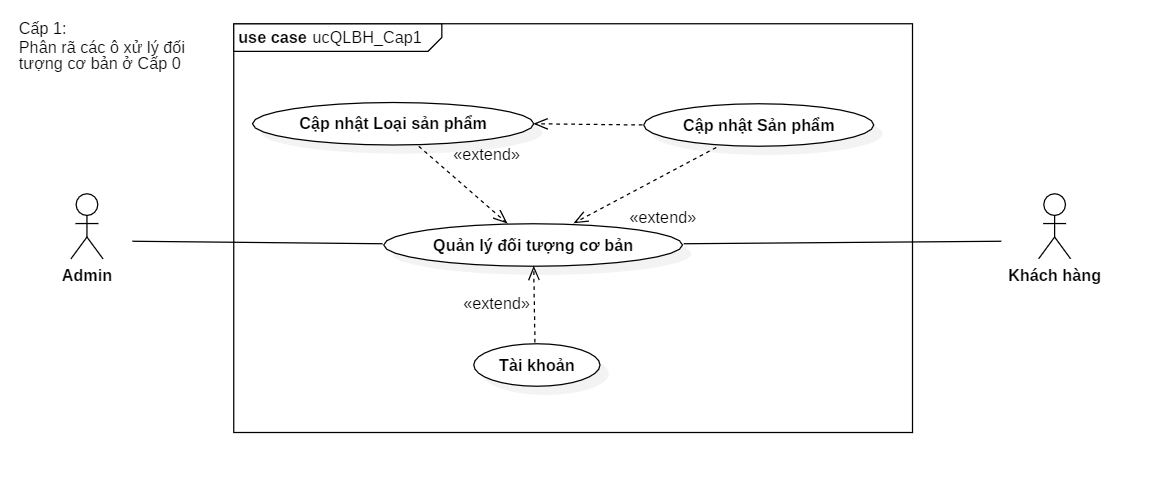 Cấp 1:
Phân rã các ô xử lý đối
tượng cơ bản ở Cấp 0
use case ucQLBH_Cap1
Cập nhật Loại sản phẩm
Cập nhật Sản phẩm
«extend»
«extend»
Quản lý đối tượng cơ bản
Admin
Khách hàng
«extend»
Tài khoản